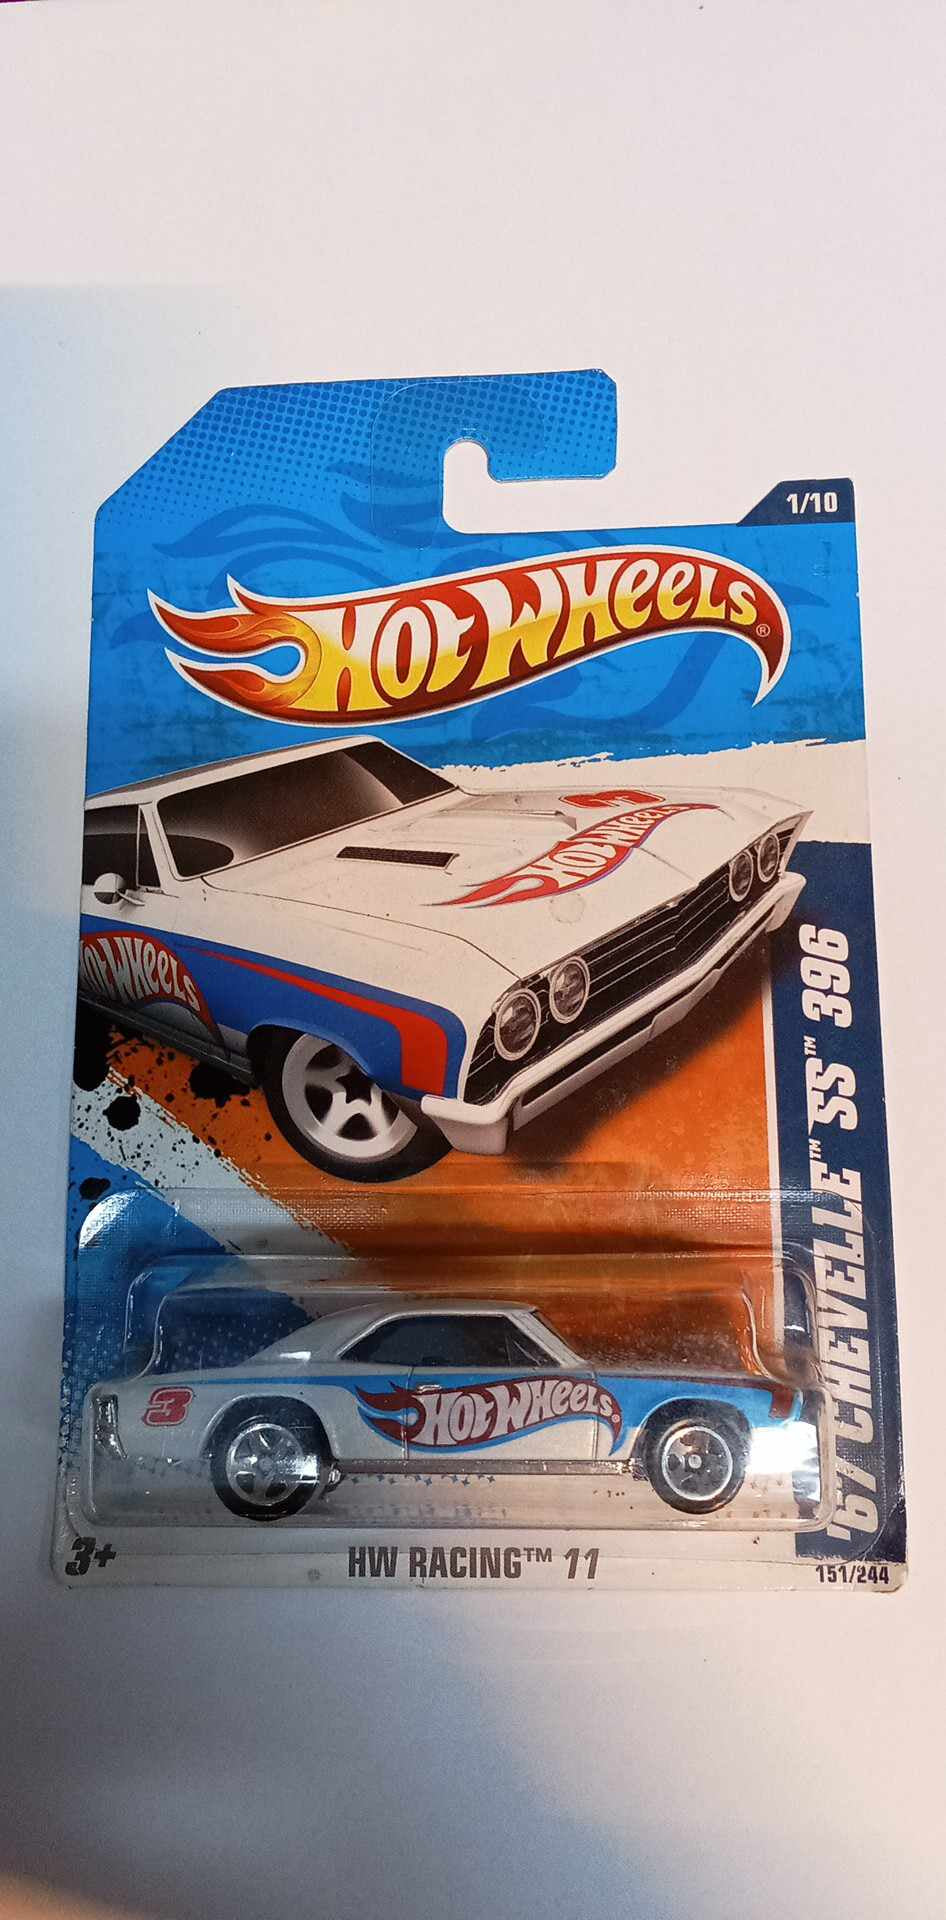 1/10
HOT WHEELS®
3
HOT WHEELS
HOT WHEELS
'67 CHEVELLE™ SS™ 396
3
HOT WHEELS®
3+
HW RACING™ 11
151/244